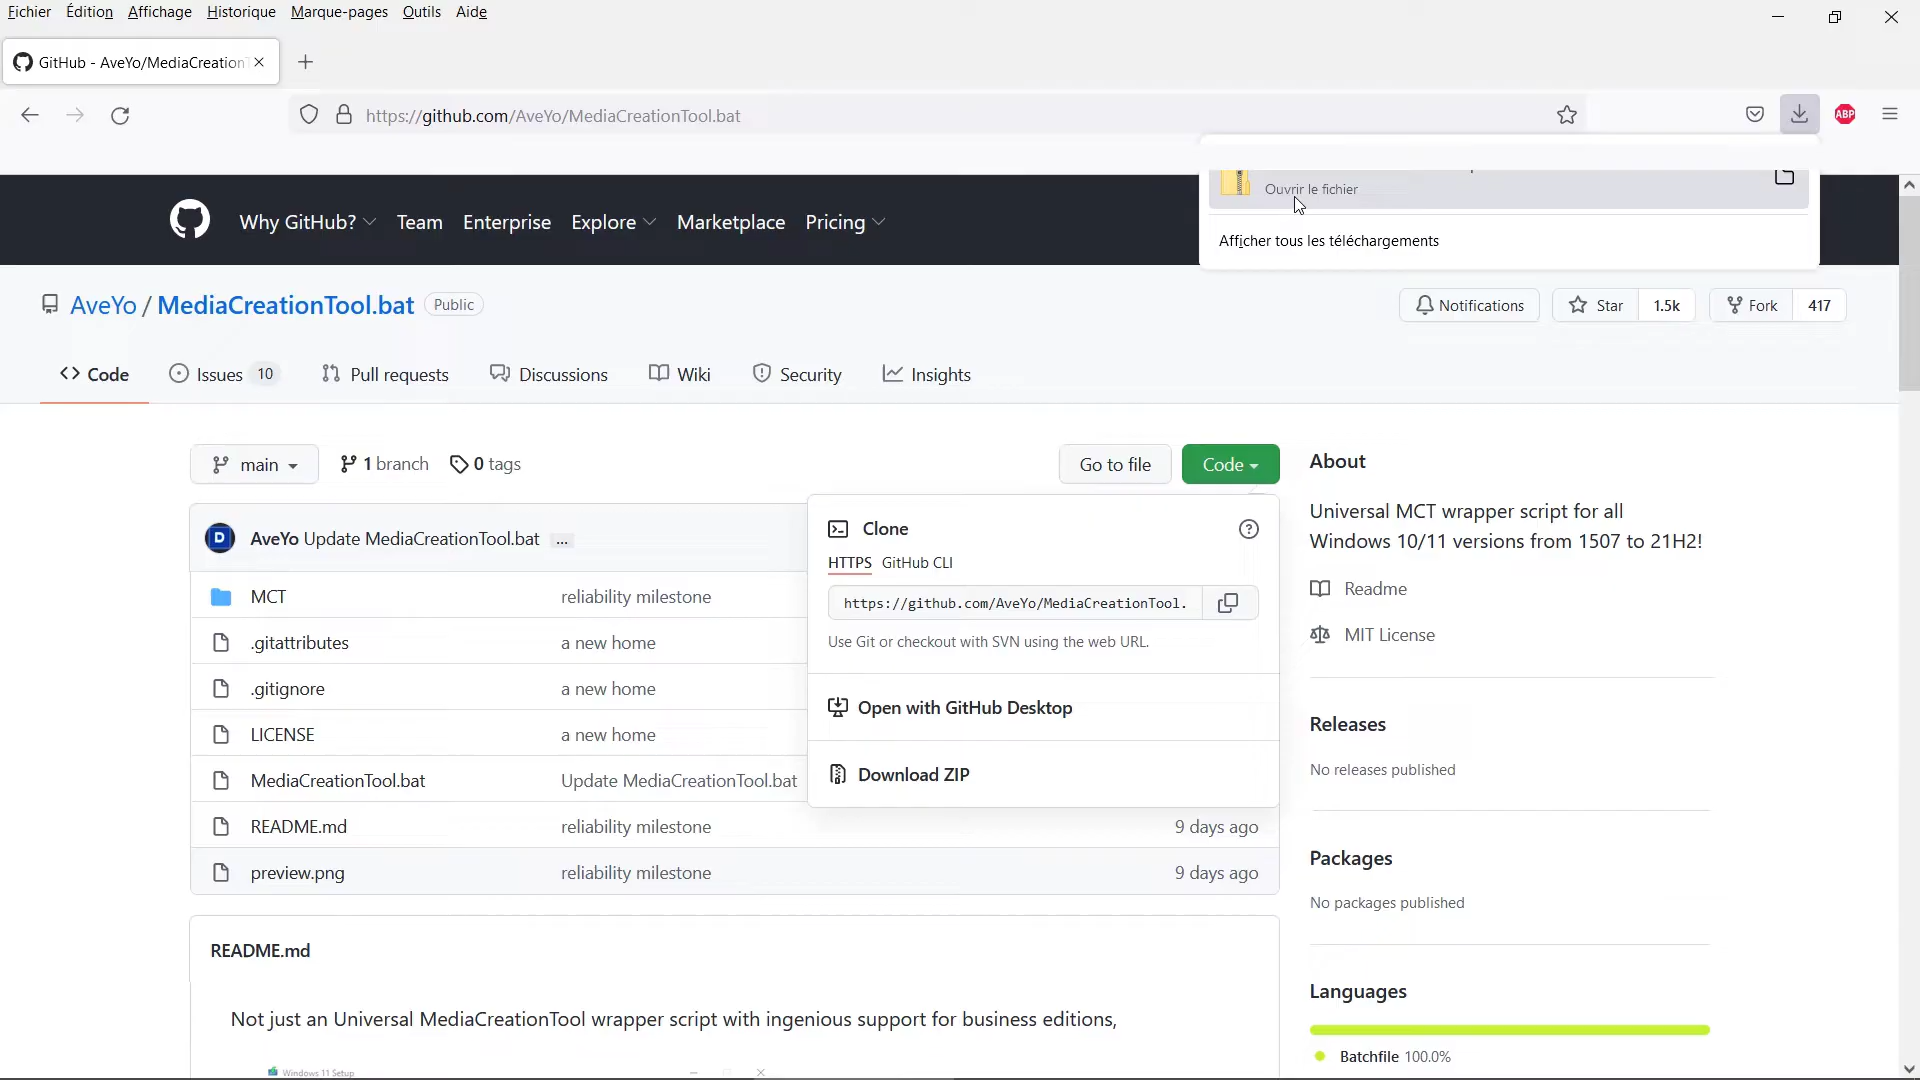 Fichier Édition Affichage Historique Marque-pages Outils Aide
GitHub - AveYo/MediaCreation
https://github.com/AveYo/MediaCreationTool.bat
ABP
Ouvrir le fichier
Afficher tous les téléchargements
Why GitHub? Team Enterprise Explore Marketplace Pricing
AveYo / MediaCreationTool.bat Public
Notifications Star 1.5k Fork 417
Code Issues 10 Pull requests Discussions Wiki Security Insights
main 1 branch 0 tags Go to file Code
About
Universal MCT wrapper script for all
Windows 10/11 versions from 1507 to 21H2!
Readme
MIT License
Releases
No releases published
Packages
No packages published
Languages
Batchfile 100.0%
D AveYo Update MediaCreationTool.bat ...
MCT reliability milestone
.gitattributes a new home
.gitignore a new home
LICENSE a new home
MediaCreationTool.bat Update MediaCreationTool.bat
README.md reliability milestone 9 days ago
preview.png reliability milestone 9 days ago
Clone
HTTPS GitHub CLI
https://github.com/AveYo/MediaCreationTool.
Use Git or checkout with SVN using the web URL.
Open with GitHub Desktop
Download ZIP
README.md
Not just an Universal MediaCreationTool wrapper script with ingenious support for business editions,
Windows 11 Setup